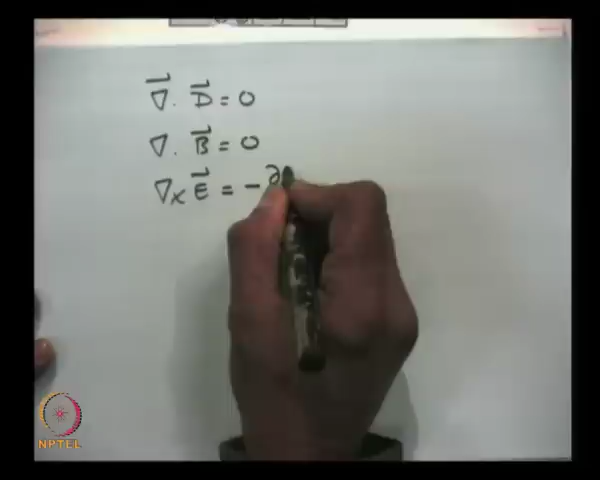 ∇⃗ · D⃗ = 0
∇ · B⃗ = 0
∇ × E⃗ = - ∂
NPTEL